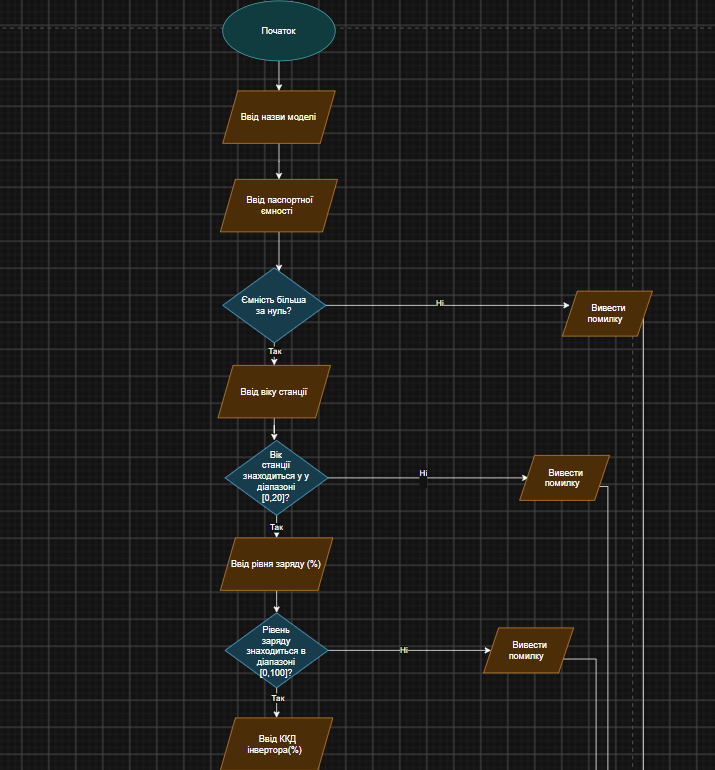 Початок
Ввід назви моделі
Ввід паспортної
ємності
Ємність більша
за нуль?
Ні
Вивести
помилку
Так
Ввід віку станції
Вік
станції
знаходиться у у
діапазоні
[0,20]?
Ні
Вивести
помилку
Так
Ввід рівня заряду (%)
Рівень
заряду
знаходиться в
діапазоні
[0,100]?
Ні
Вивести
помилку
Так
Ввід ККД
інвертора(%)